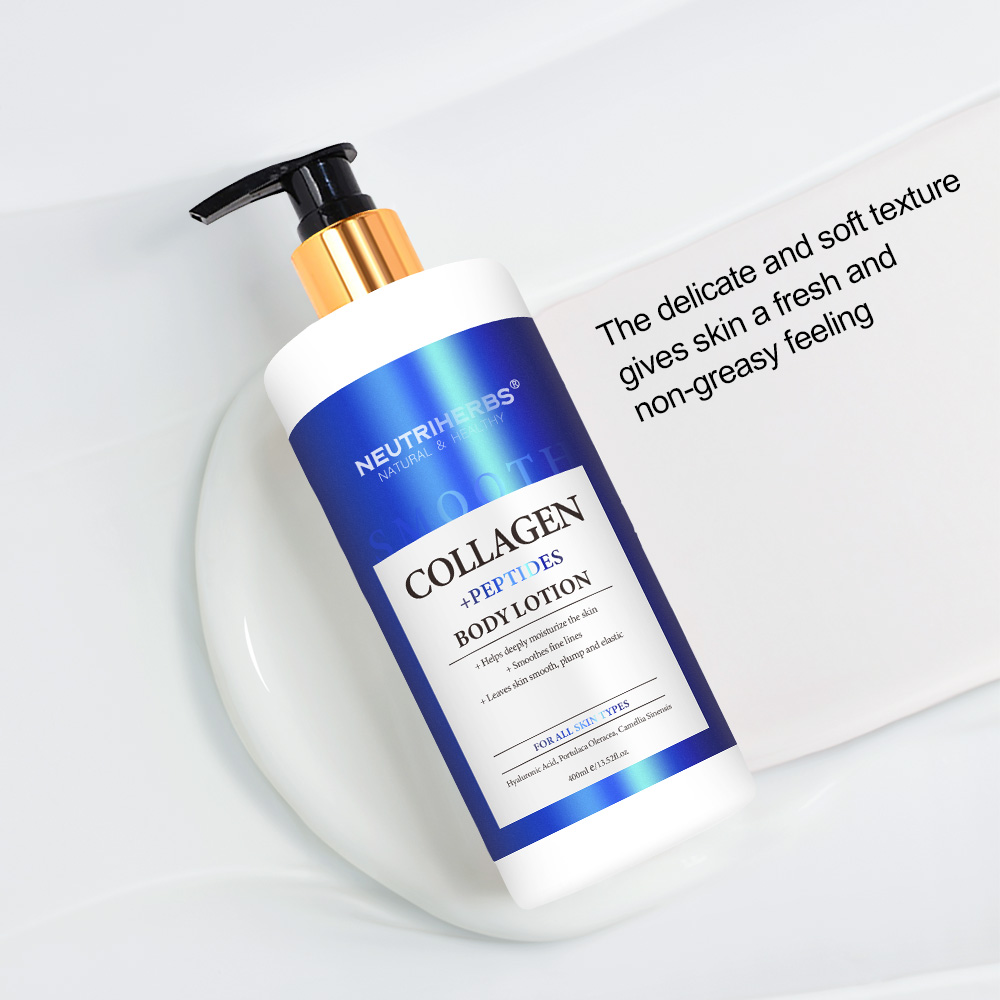 The delicate and soft texture
gives skin a fresh and
non-greasy feeling
NEUTRIHERBS®
NATURAL & HEALTHY
SMOOTH
COLLAGEN
+PEPTIDES
BODY LOTION
+ Helps deeply moisturize the skin
+ Smoothes fine lines
+ Leaves skin smooth, plump and elastic
FOR ALL SKIN TYPES
Hyaluronic Acid, Portulaca Oleracea, Camellia Sinensis
400ml e/13.52fl.oz